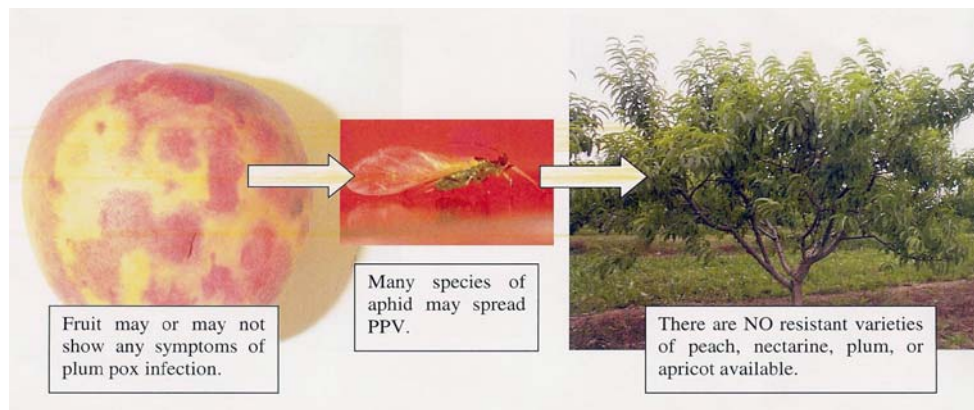 Fruit may or may not
show any symptoms of
plum pox infection.
Many species of
aphid may spread
PPV.
There are NO resistant varieties
of peach, nectarine, plum, or
apricot available.